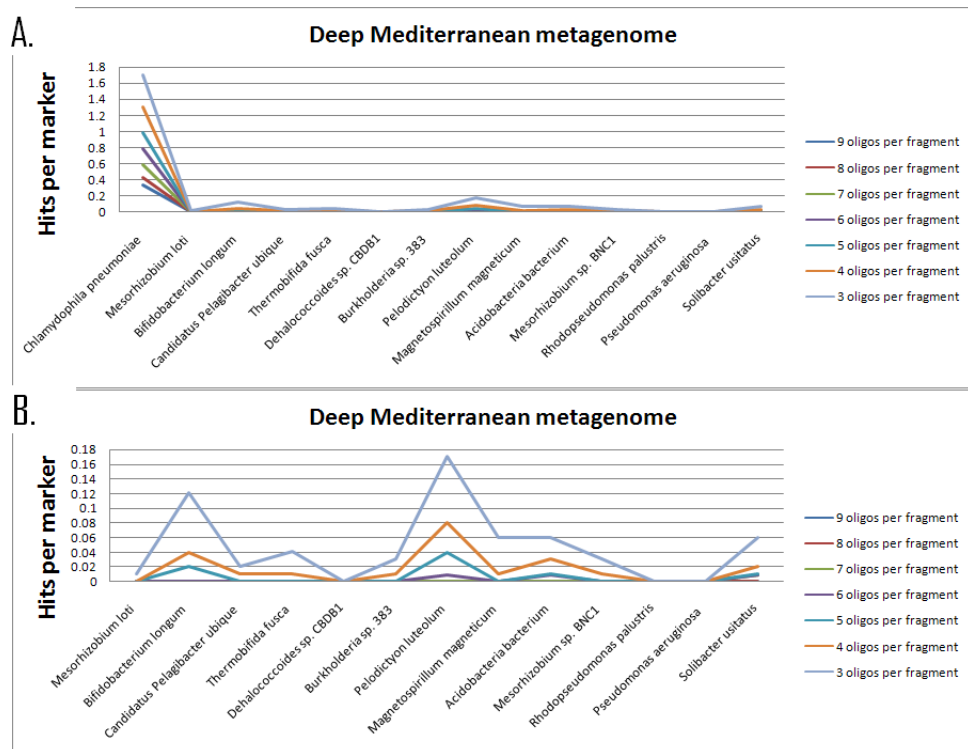 A.
Deep Mediterranean metagenome
Hits per marker
1.8
1.6
1.4
1.2
1
0.8
0.6
0.4
0.2
0
Chlamydophila pneumoniae
Mesorhizobium loti
Bifidobacterium longum
Candidatus Pelagibacter ubique
Thermobifida fusca
Dehalococcoides sp. CBDB1
Burkholderia sp. 383
Pelodictyon luteolum
Magnetospirillum magneticum
Acidobacteria bacterium
Mesorhizobium sp. BNC1
Rhodopseudomonas palustris
Pseudomonas aeruginosa
Solibacter usitatus
9 oligos per fragment
8 oligos per fragment
7 oligos per fragment
6 oligos per fragment
5 oligos per fragment
4 oligos per fragment
3 oligos per fragment
B.
Deep Mediterranean metagenome
Hits per marker
0.18
0.16
0.14
0.12
0.1
0.08
0.06
0.04
0.02
0
Mesorhizobium loti
Bifidobacterium longum
Candidatus Pelagibacter ubique
Thermobifida fusca
Dehalococcoides sp. CBDB1
Burkholderia sp. 383
Pelodictyon luteolum
Magnetospirillum magneticum
Acidobacteria bacterium
Mesorhizobium sp. BNC1
Rhodopseudomonas palustris
Pseudomonas aeruginosa
Solibacter usitatus
9 oligos per fragment
8 oligos per fragment
7 oligos per fragment
6 oligos per fragment
5 oligos per fragment
4 oligos per fragment
3 oligos per fragment